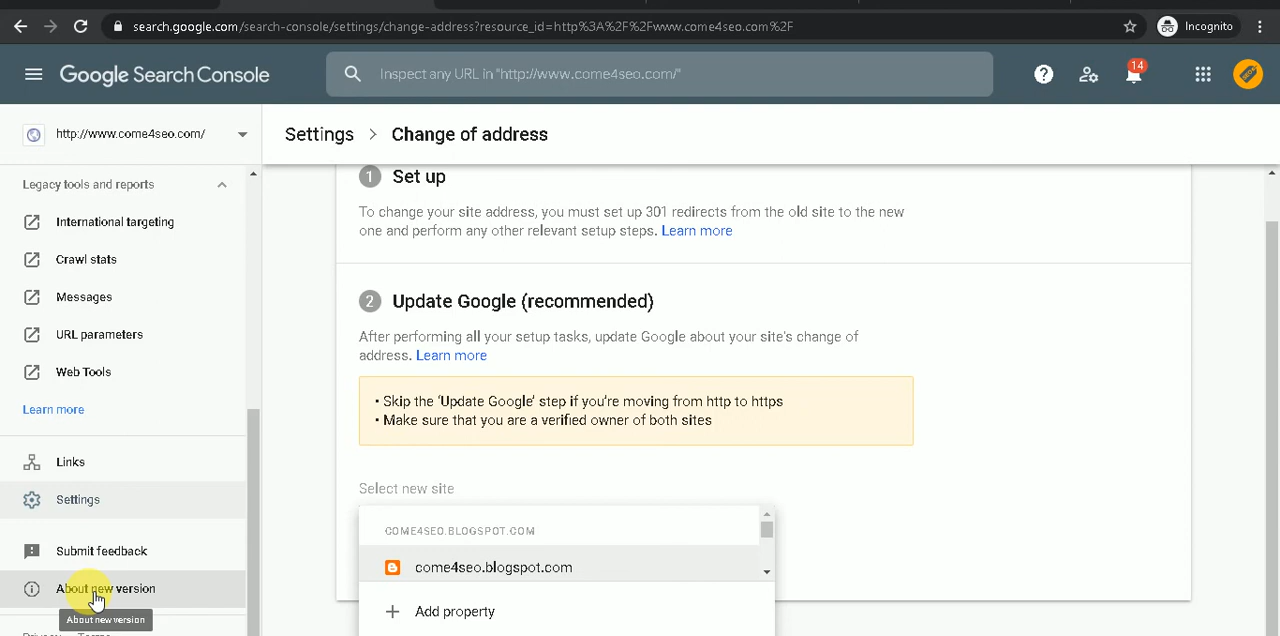 search.google.com/search-console/settings/change-address?resource_id=http%3A%2F%2Fwww.come4seo.com%2F
Incognito
Google Search Console
Inspect any URL in "http://www.come4seo.com/"
14
http://www.come4seo.com/
Settings > Change of address
Legacy tools and reports
International targeting
Crawl stats
Messages
URL parameters
Web Tools
Learn more
Links
Settings
Submit feedback
About new version
About new version
Privacy Terms
1 Set up
To change your site address, you must set up 301 redirects from the old site to the new
one and perform any other relevant setup steps. Learn more
2 Update Google (recommended)
After performing all your setup tasks, update Google about your site's change of
address. Learn more
• Skip the 'Update Google' step if you're moving from http to https
• Make sure that you are a verified owner of both sites
Select new site
COME4SEO.BLOGSPOT.COM
come4seo.blogspot.com
+ Add property